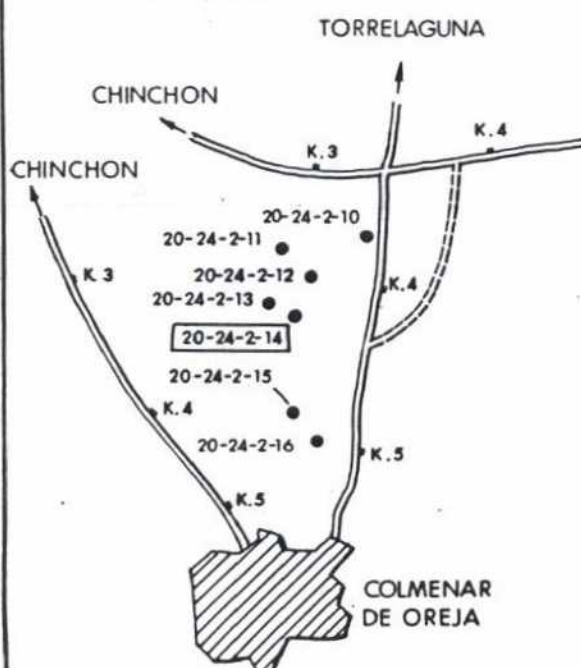 TORRELAGUNA
CHINCHON
K.4
K.3
CHINCHON
20-24-2-10
20-24-2-11
K.3
20-24-2-12
K.4
20-24-2-13
20-24-2-14
20-24-2-15
K.4
20-24-2-16
K.5
K.5
COLMENAR
DE OREJA